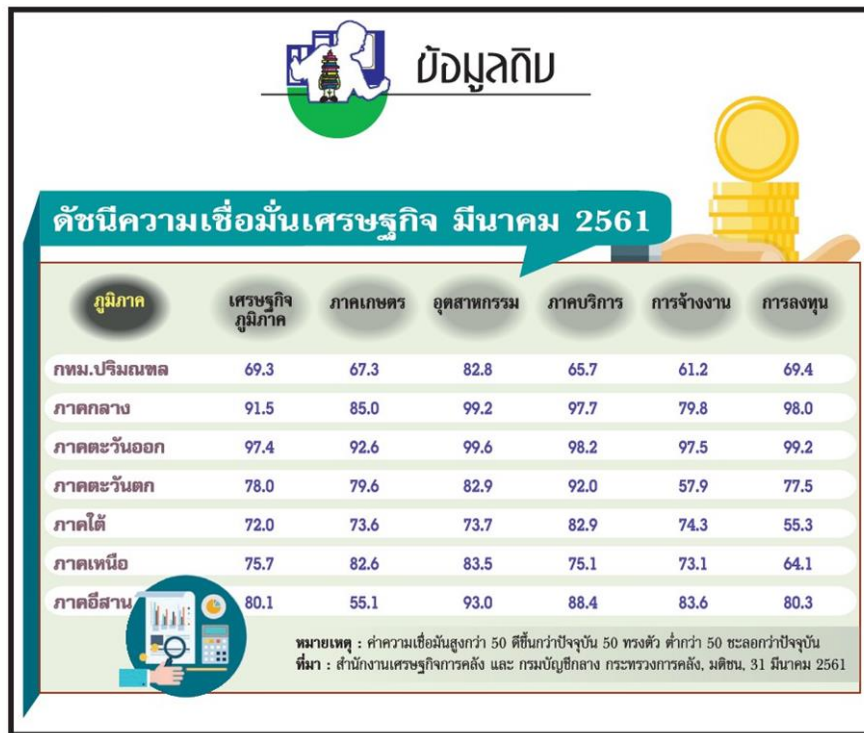 ข้อมูลดิบ
ดัชนีความเชื่อมั่นเศรษฐกิจ มีนาคม 2561
ภูมิภาค เศรษฐกิจภูมิภาค ภาคเกษตร อุตสาหกรรม ภาคบริการ การจ้างงาน การลงทุน
กทม.ปริมณฑล 69.3 67.3 82.8 65.7 61.2 69.4
ภาคกลาง 91.5 85.0 99.2 97.7 79.8 98.0
ภาคตะวันออก 97.4 92.6 99.6 98.2 97.5 99.2
ภาคตะวันตก 78.0 79.6 82.9 92.0 57.9 77.5
ภาคใต้ 72.0 73.6 73.7 82.9 74.3 55.3
ภาคเหนือ 75.7 82.6 83.5 75.1 73.1 64.1
ภาคอีสาน 80.1 55.1 93.0 88.4 83.6 80.3
หมายเหตุ : ค่าความเชื่อมั่นสูงกว่า 50 ดีขึ้นกว่าปัจจุบัน 50 ทรงตัว ต่ำกว่า 50 ชะลอกว่าปัจจุบัน
ที่มา : สำนักงานเศรษฐกิจการคลัง และ กรมบัญชีกลาง กระทรวงการคลัง, มติชน, 31 มีนาคม 2561